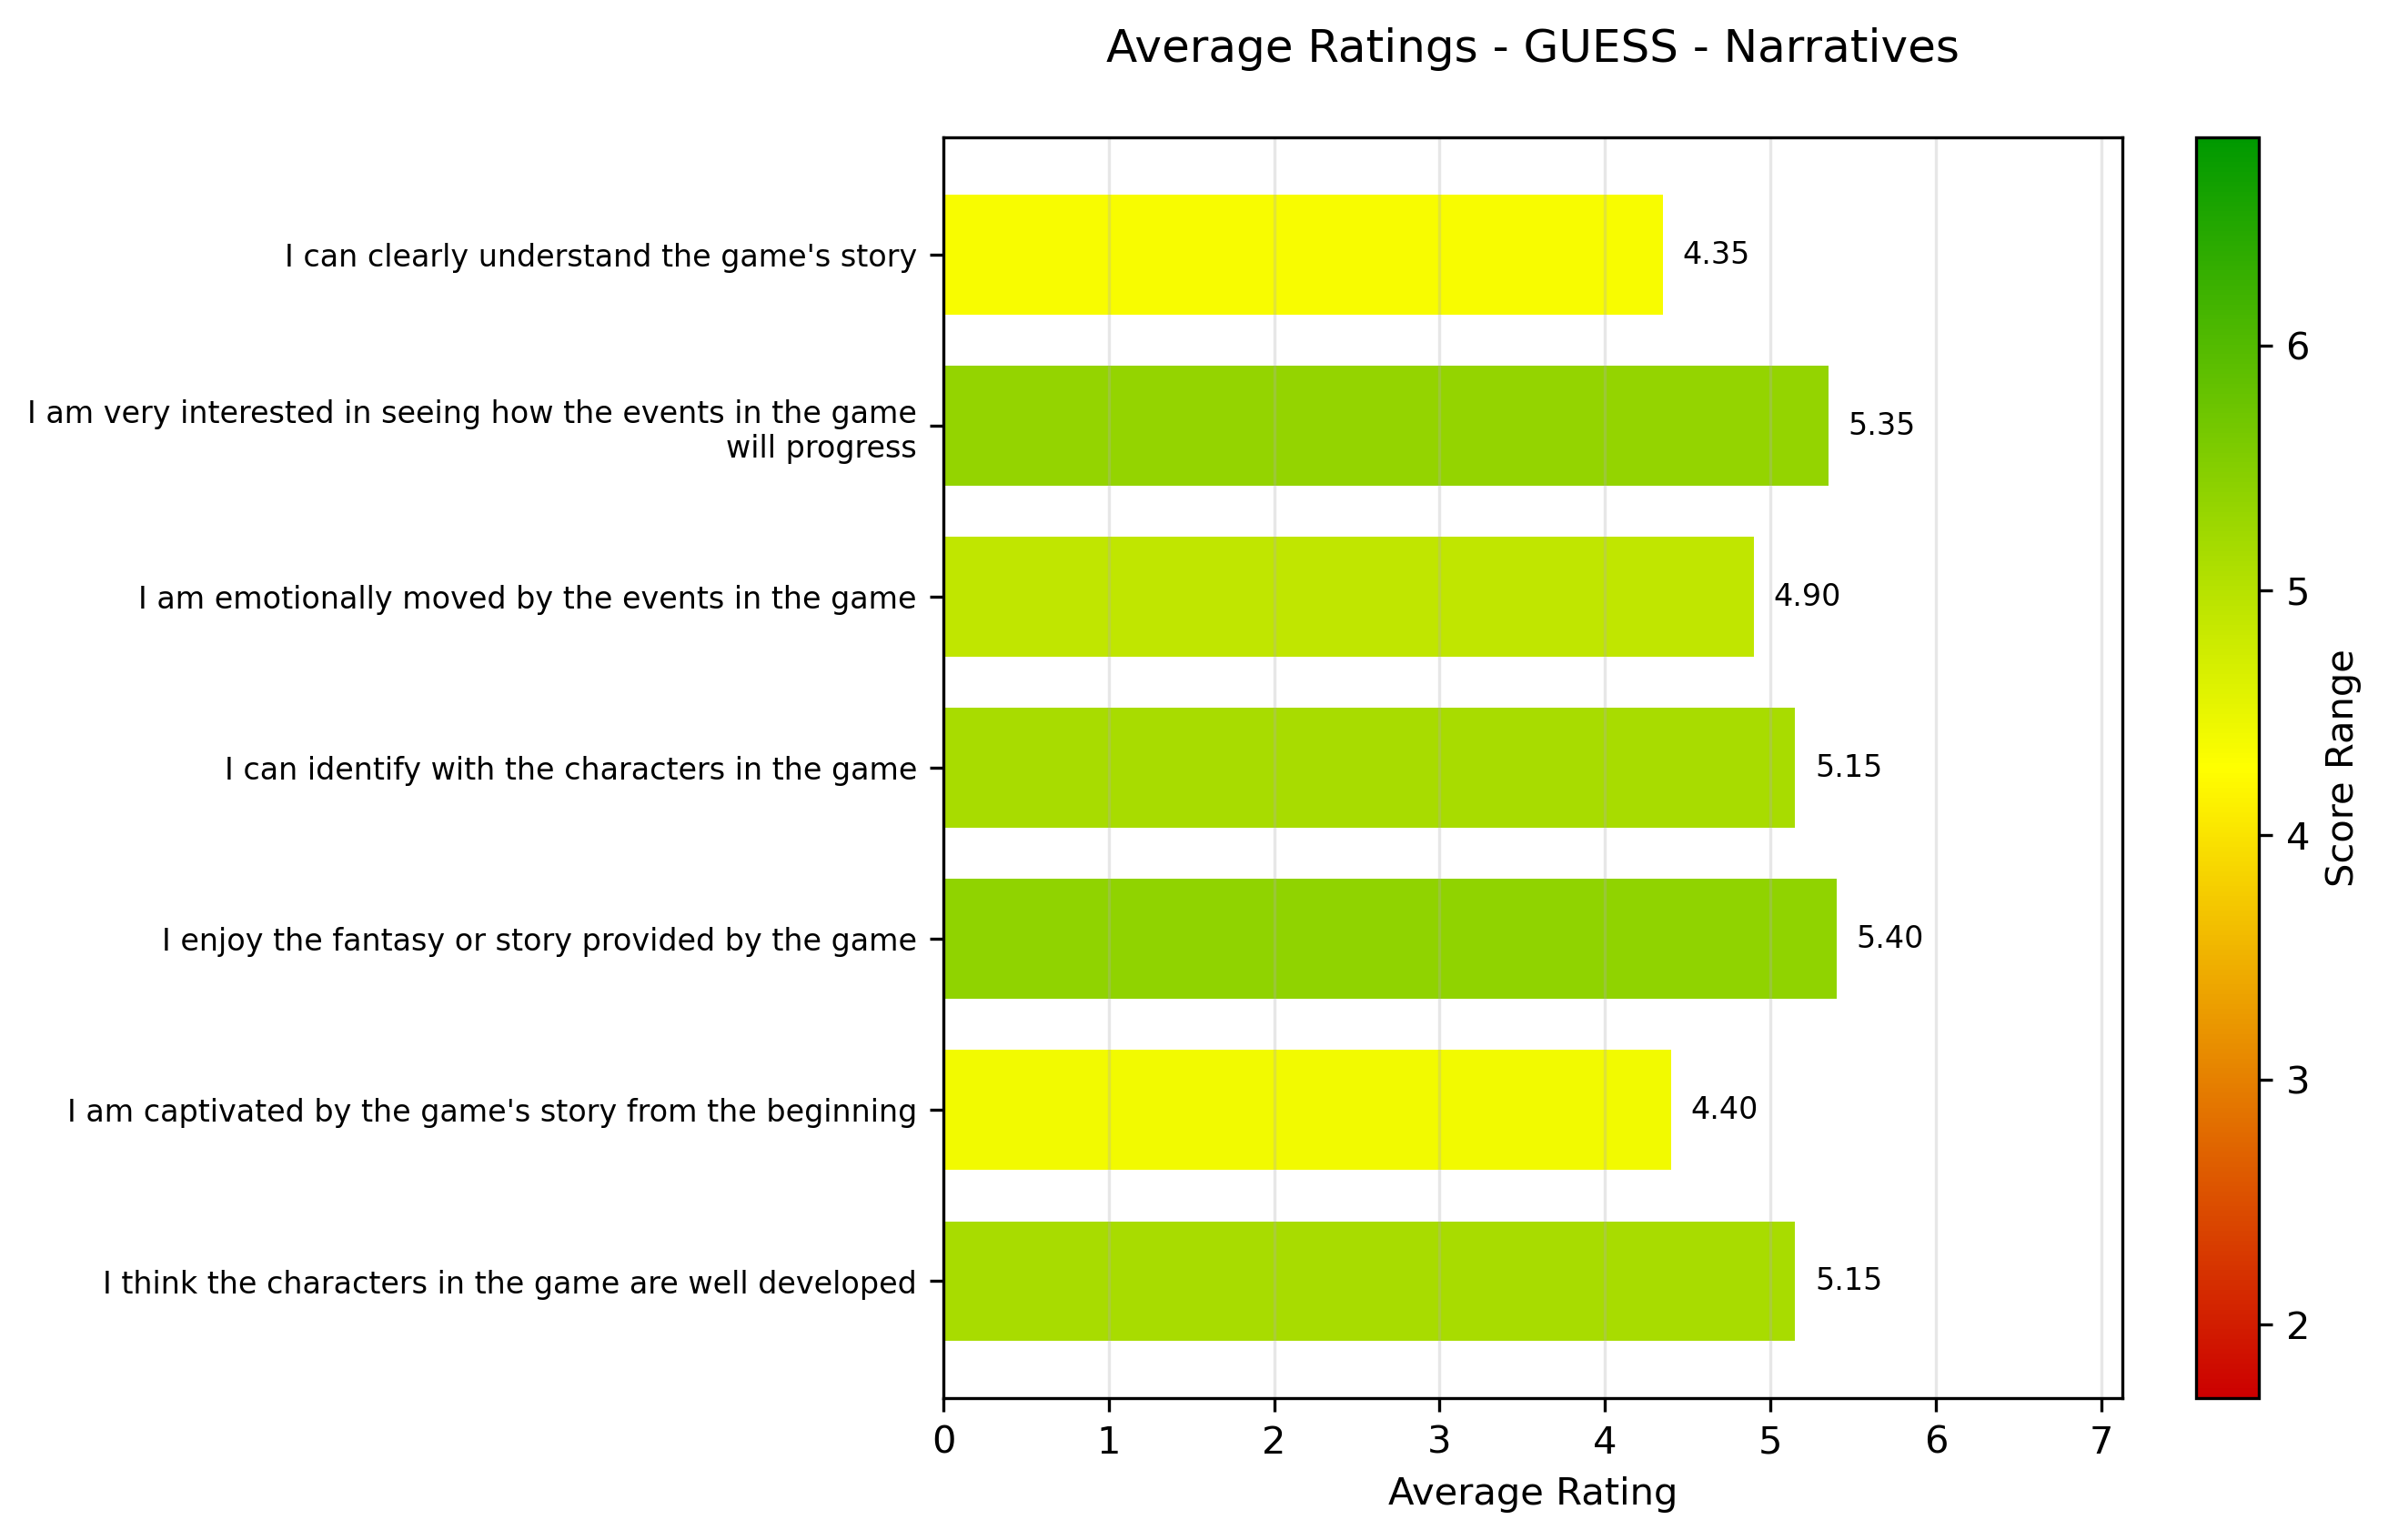 Average Ratings - GUESS - Narratives
I can clearly understand the game's story
4.35
I am very interested in seeing how the events in the game
will progress
5.35
I am emotionally moved by the events in the game
4.90
I can identify with the characters in the game
5.15
I enjoy the fantasy or story provided by the game
5.40
I am captivated by the game's story from the beginning
4.40
I think the characters in the game are well developed
5.15
0 1 2 3 4 5 6 7
Average Rating
6
5
4
3
2
Score Range